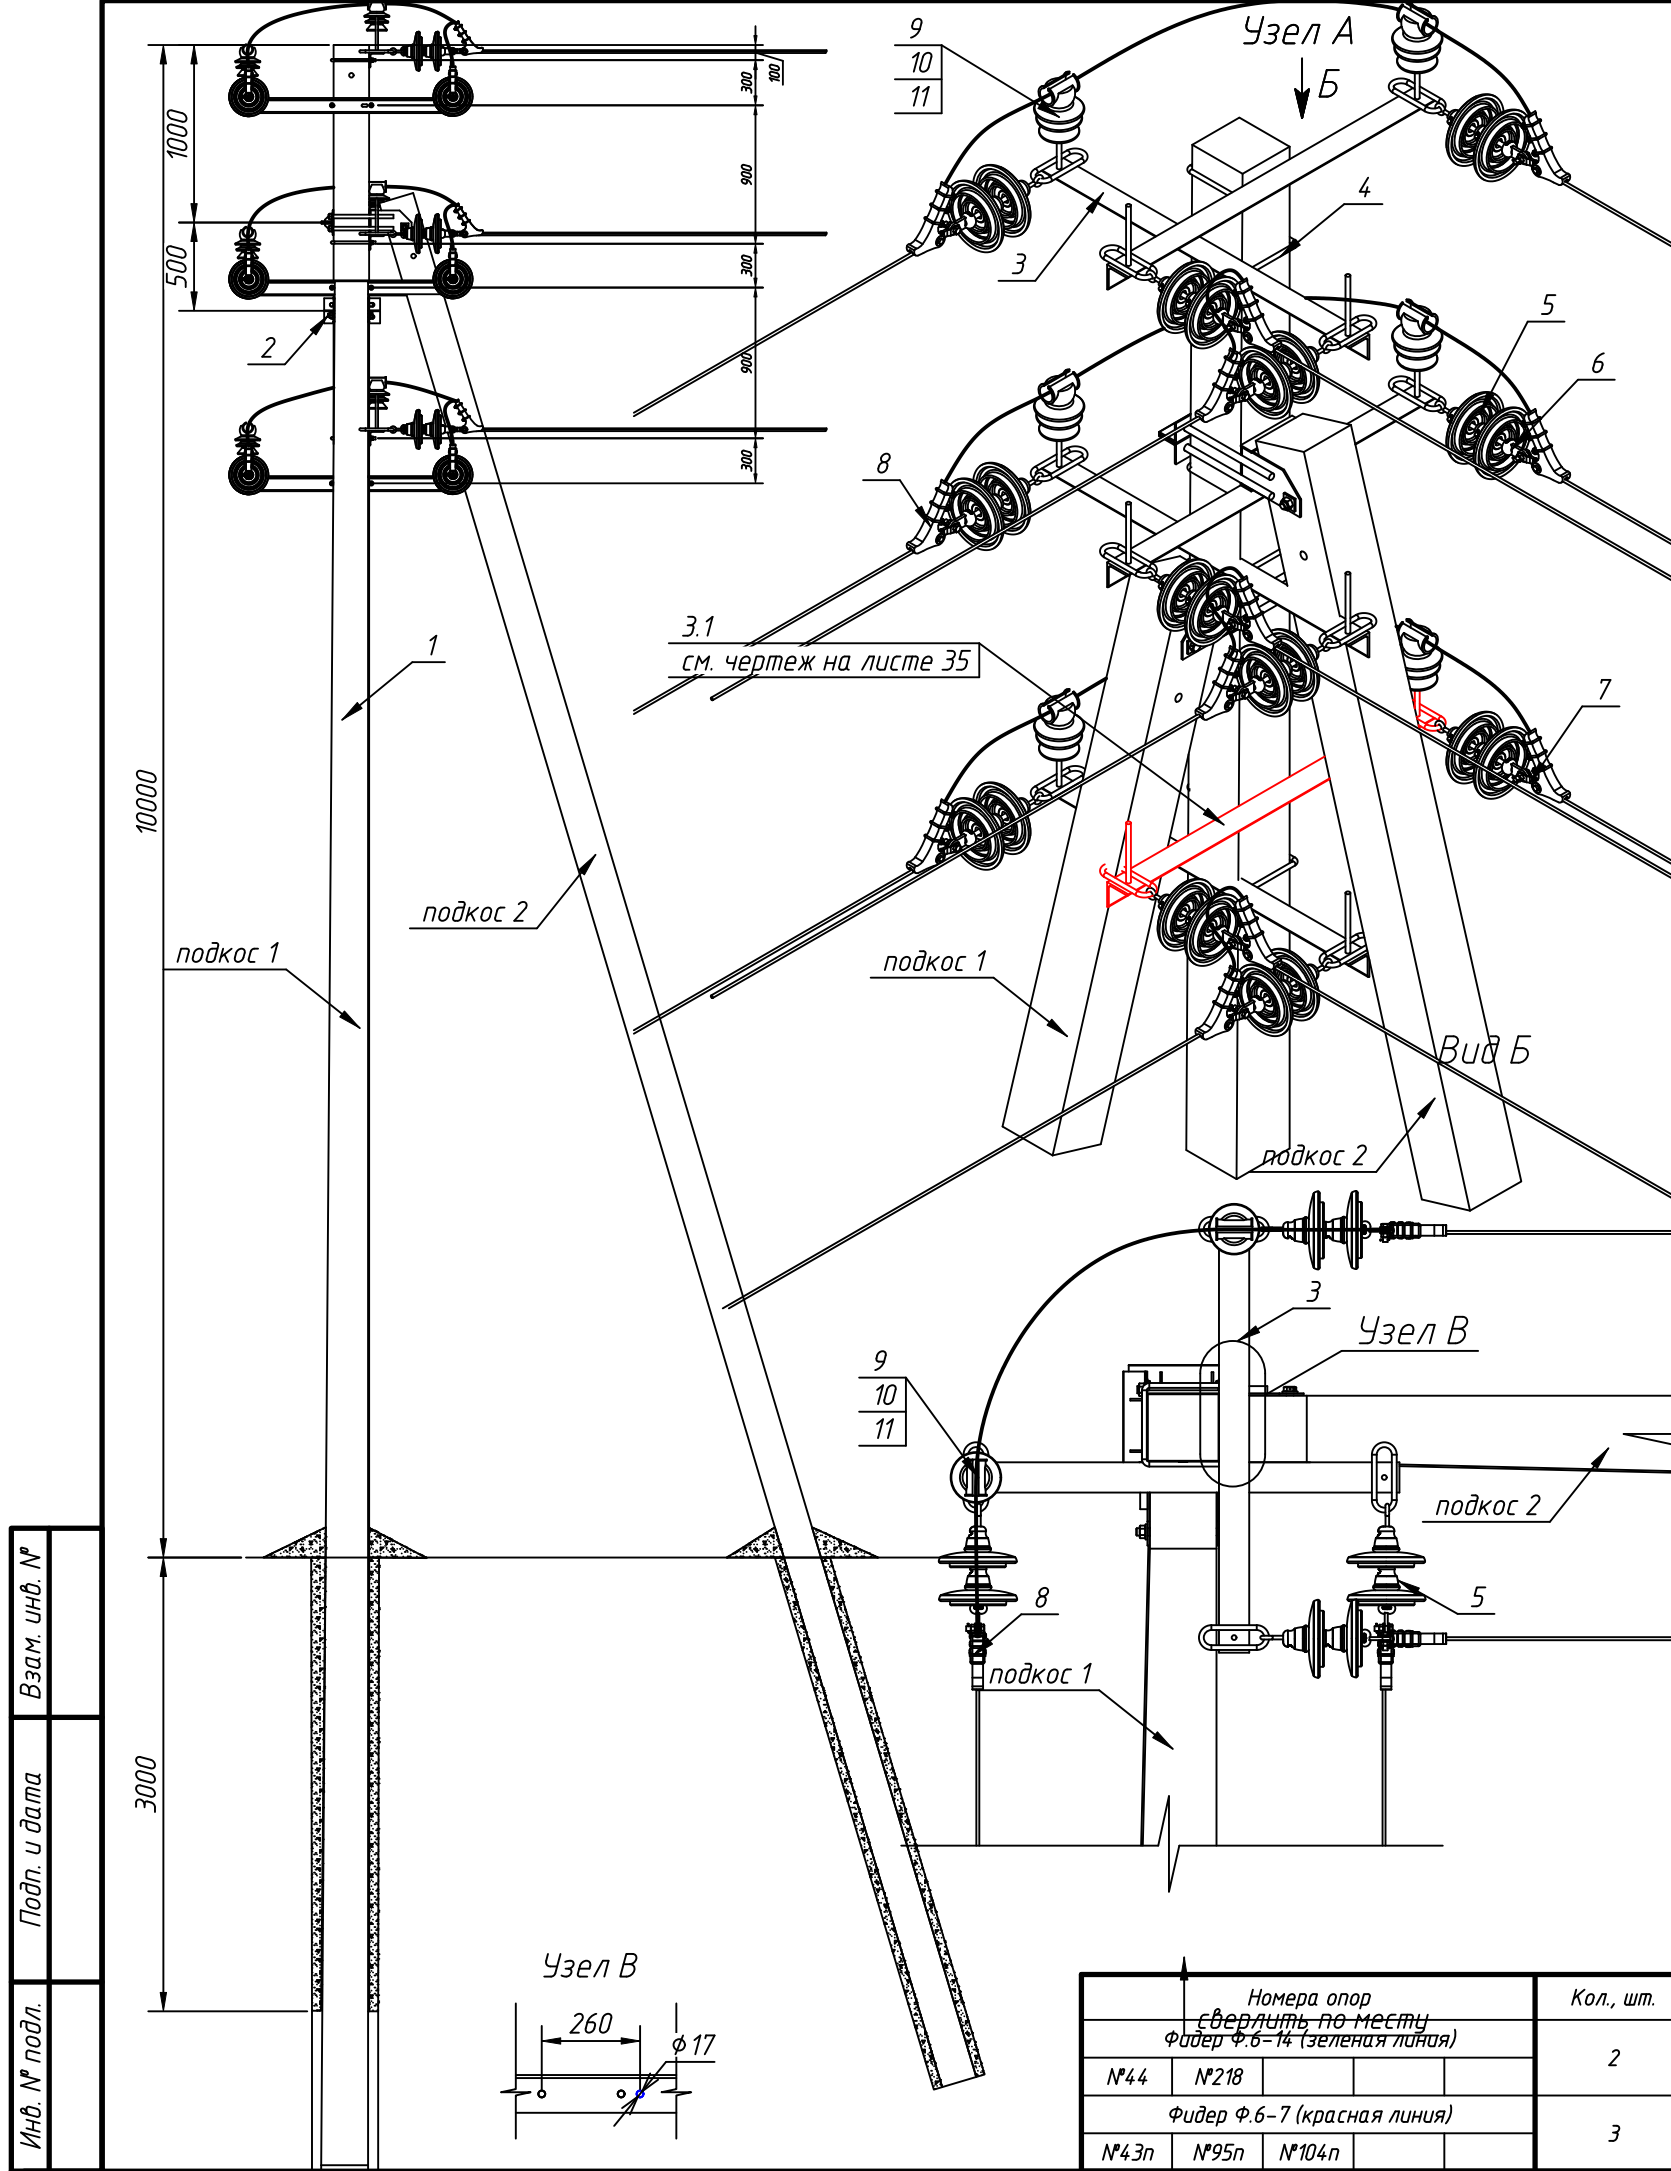 Узел А
Б
9
10
11
4
3
5
6
8
7
3.1
см. чертеж на листе 35
подкос 1
подкос 2
Вид Б
1000
500
10000
3000
100
300
900
300
900
300
2
1
подкос 1
подкос 2
3
Узел В
9
10
11
подкос 2
5
8
подкос 1
Узел В
260
ϕ17
сверлить по месту
Номера опор
Кол., шт.
Фидер Ф.6-14 (зеленая линия)
2
№44
№218
Фидер Ф.6-7 (красная линия)
3
№43п
№95п
№104п
Взам. инв. №
Подп. и дата
Инв. № подл.